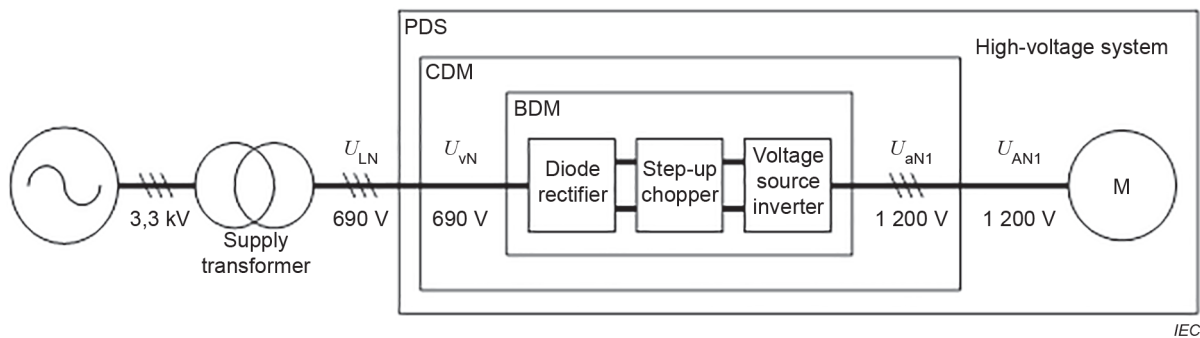 PDS
High-voltage system
CDM
BDM
U_LN
U_vN
Diode
rectifier
Step-up
chopper
Voltage
source
inverter
U_aN1
U_AN1
M
3,3 kV
690 V
690 V
1 200 V
1 200 V
Supply
transformer
IEC